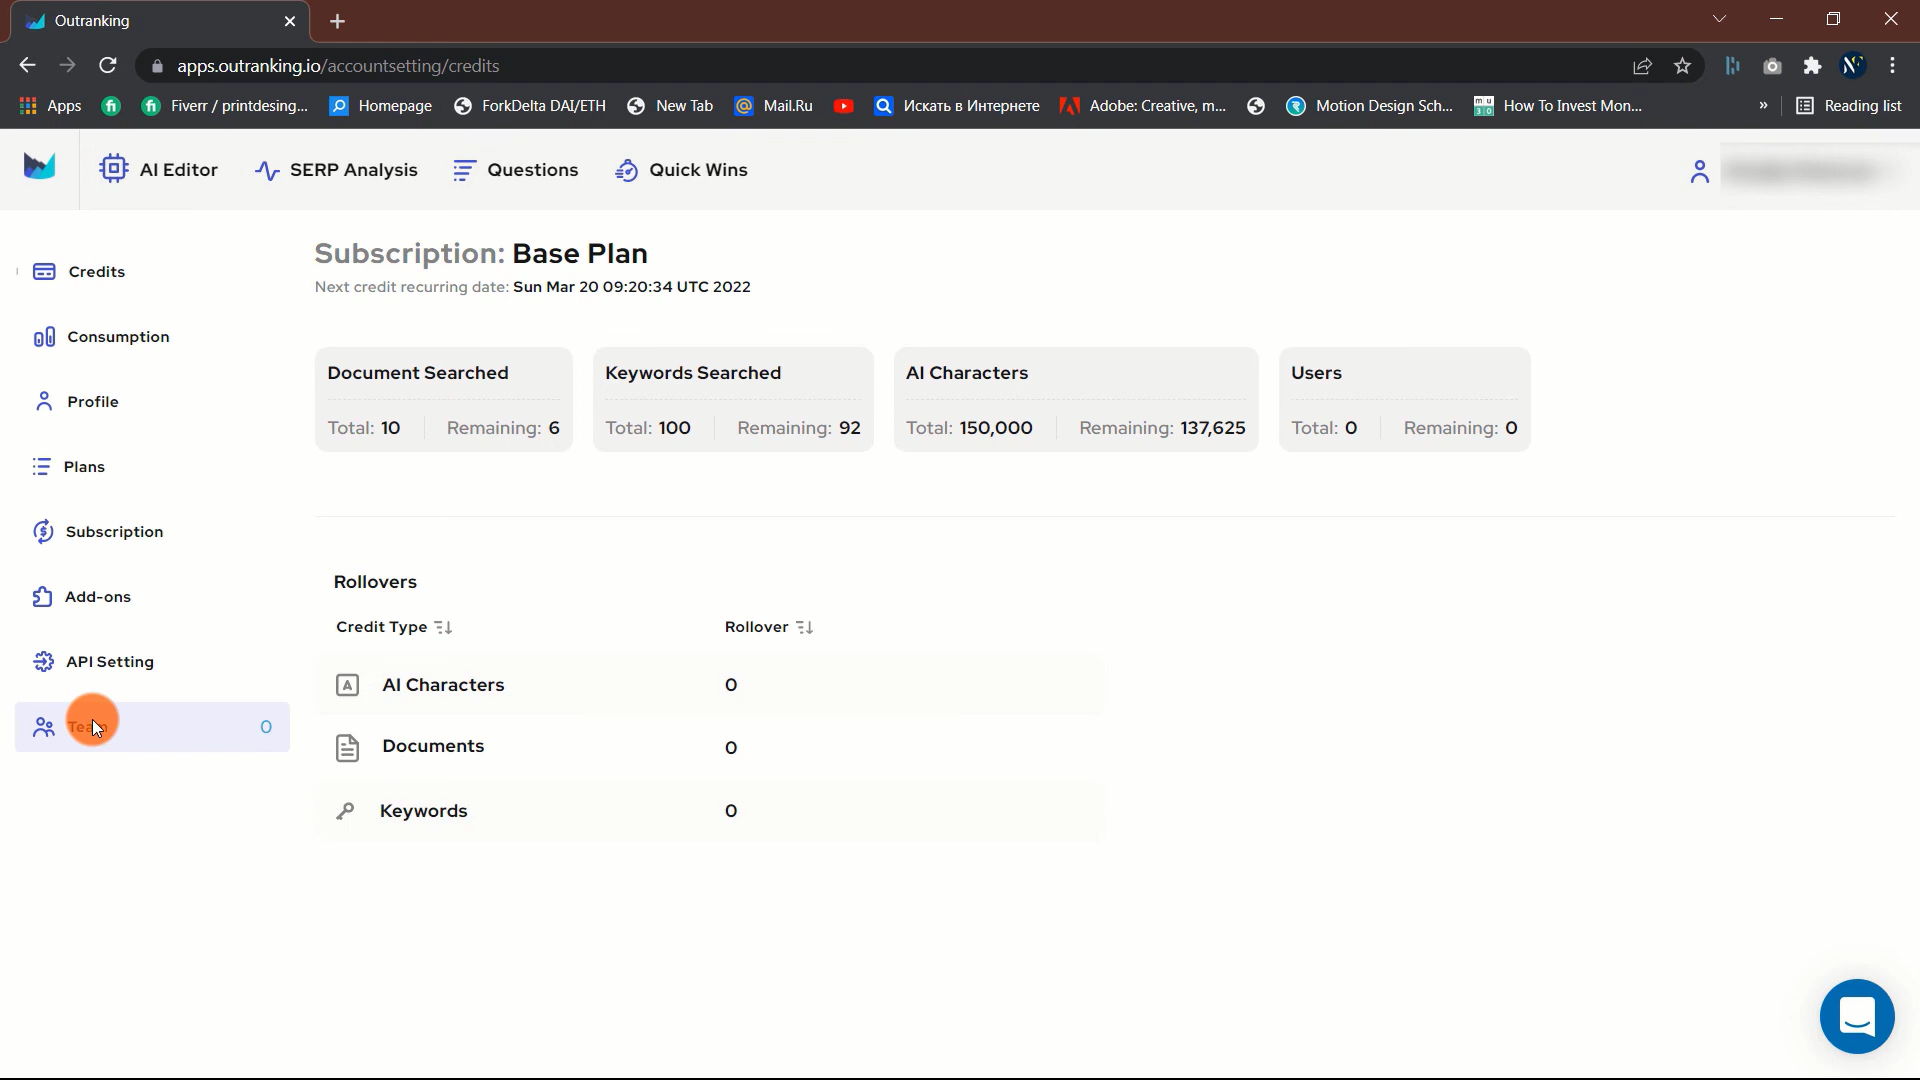 Outranking
apps.outranking.io/accountsetting/credits
Apps
Fiverr / printdesing...
Homepage
ForkDelta DAI/ETH
New Tab
Mail.Ru
Искать в Интернете
Adobe: Creative, m...
Motion Design Sch...
How To Invest Mon...
»
Reading list
AI Editor
SERP Analysis
Questions
Quick Wins
Credits
Consumption
Profile
Plans
Subscription
Add-ons
API Setting
Team 0
Subscription: Base Plan
Next credit recurring date: Sun Mar 20 09:20:34 UTC 2022
Document Searched
Total: 10 Remaining: 6
Keywords Searched
Total: 100 Remaining: 92
AI Characters
Total: 150,000 Remaining: 137,625
Users
Total: 0 Remaining: 0
Rollovers
Credit Type Rollover
AI Characters 0
Documents 0
Keywords 0